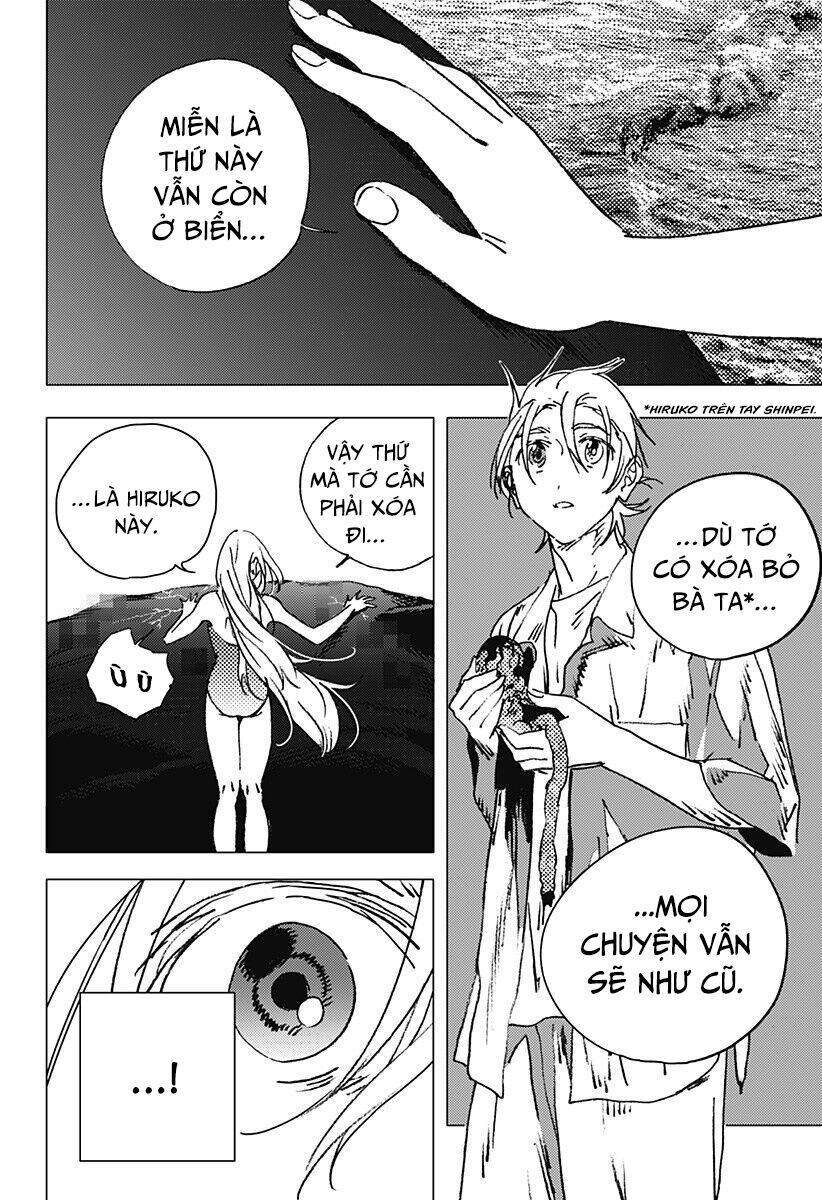 MIỄN LÀ
THỨ NÀY
VẪN CÒN
Ở BIỂN...
*HIRUKO TRÊN TAY SHINPEI.
...DÙ TỚ
CÓ XÓA BỎ
BÀ TA*...
...MỌI
CHUYỆN VẪN
SẼ NHƯ CŨ.
VẬY THỨ
MÀ TỚ CẦN
PHẢI XÓA
ĐI...
...LÀ HIRUKO
NÀY.
Ù Ù
...!